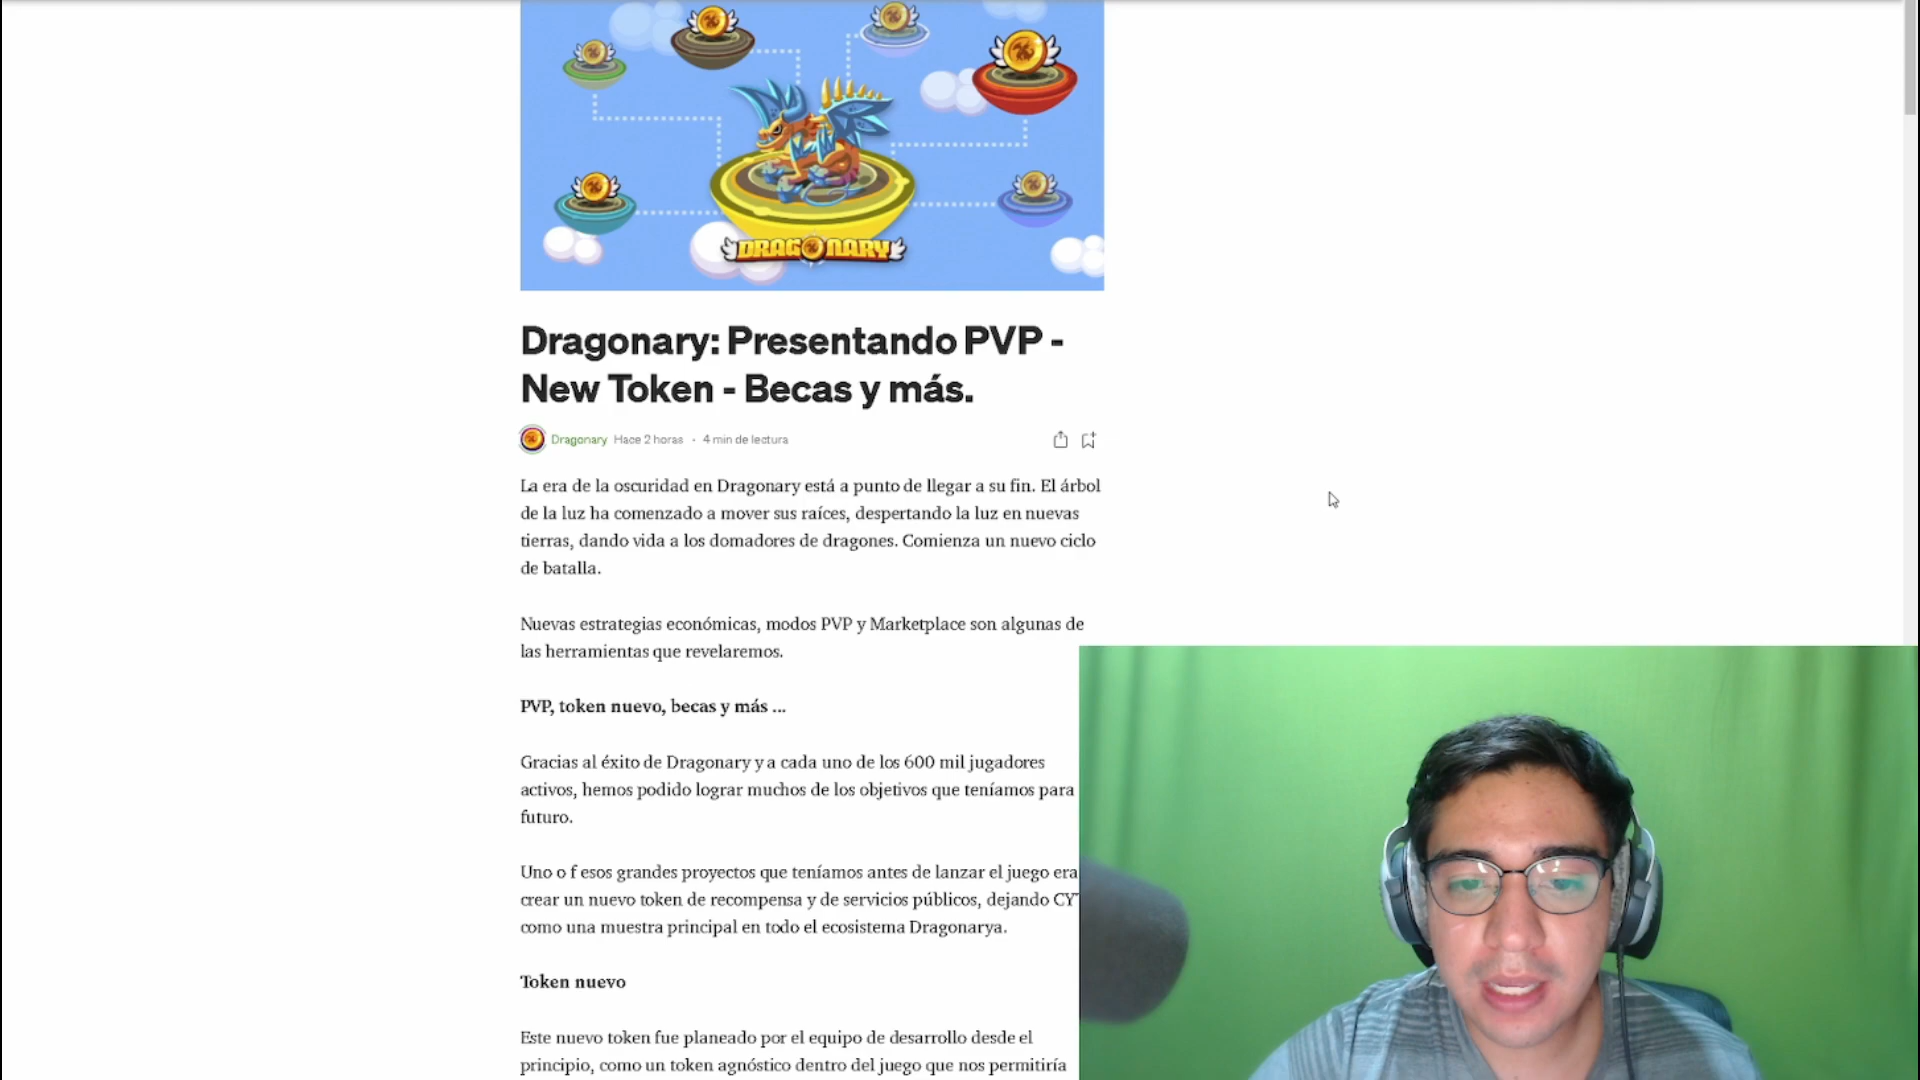 DRAGONARY
Dragonary: Presentando PVP -
New Token - Becas y más.
Dragonary Hace 2 horas · 4 min de lectura
La era de la oscuridad en Dragonary está a punto de llegar a su fin. El árbol
de la luz ha comenzado a mover sus raíces, despertando la luz en nuevas
tierras, dando vida a los domadores de dragones. Comienza un nuevo ciclo
de batalla.
Nuevas estrategias económicas, modos PVP y Marketplace son algunas de
las herramientas que revelaremos.
PVP, token nuevo, becas y más ...
Gracias al éxito de Dragonary y a cada uno de los 600 mil jugadores
activos, hemos podido lograr muchos de los objetivos que teníamos para
futuro.
Uno o f esos grandes proyectos que teníamos antes de lanzar el juego era
crear un nuevo token de recompensa y de servicios públicos, dejando
como una muestra principal en todo el ecosistema Dragonarya.
Token nuevo
Este nuevo token fue planeado por el equipo de desarrollo desde el
principio, como un token agnóstico dentro del juego que nos permitiría